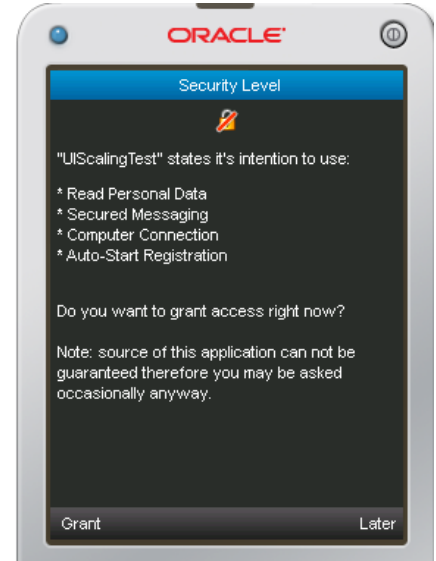 ORACLE
Security Level
"UIScalingTest" states it's intention to use:
* Read Personal Data
* Secured Messaging
* Computer Connection
* Auto-Start Registration
Do you want to grant access right now?
Note: source of this application can not be
guaranteed therefore you may be asked
occasionally anyway.
Grant Later